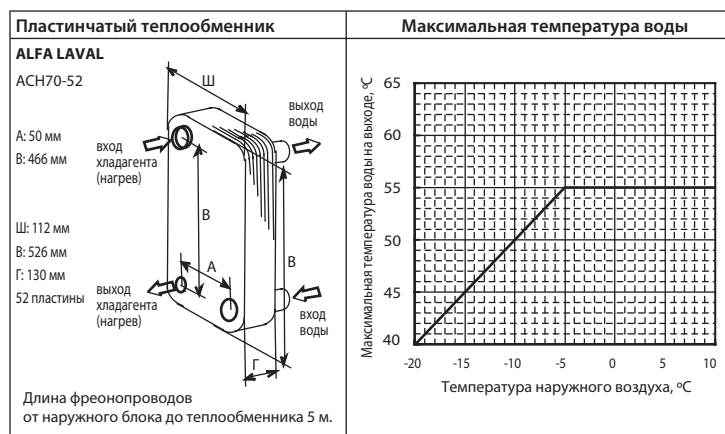 Пластинчатый теплообменник
Максимальная температура воды
ALFA LAVAL
ACH70-52
А: 50 мм
В: 466 мм
Ш: 112 мм
В: 526 мм
Г: 130 мм
52 пластины
Ш
выход
воды
вход
хладагента
(нагрев)
В
А
В
выход
хладагента
(нагрев)
вход
воды
Г
Длина фреонопроводов
от наружного блока до теплообменника 5 м.
Максимальная температура воды на выходе, ºC
65
60
55
50
45
40
-20 -15 -10 -5 0 5 10
Температура наружного воздуха, ºC